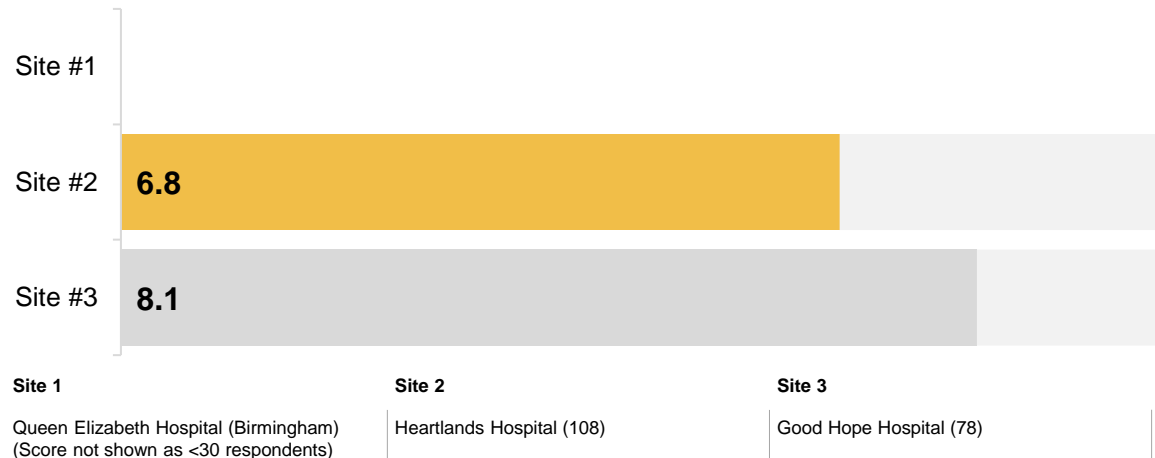 Site #1
Site #2
6.8
Site #3
8.1
Site 1
Site 2
Site 3
Queen Elizabeth Hospital (Birmingham)
(Score not shown as <30 respondents)
Heartlands Hospital (108)
Good Hope Hospital (78)